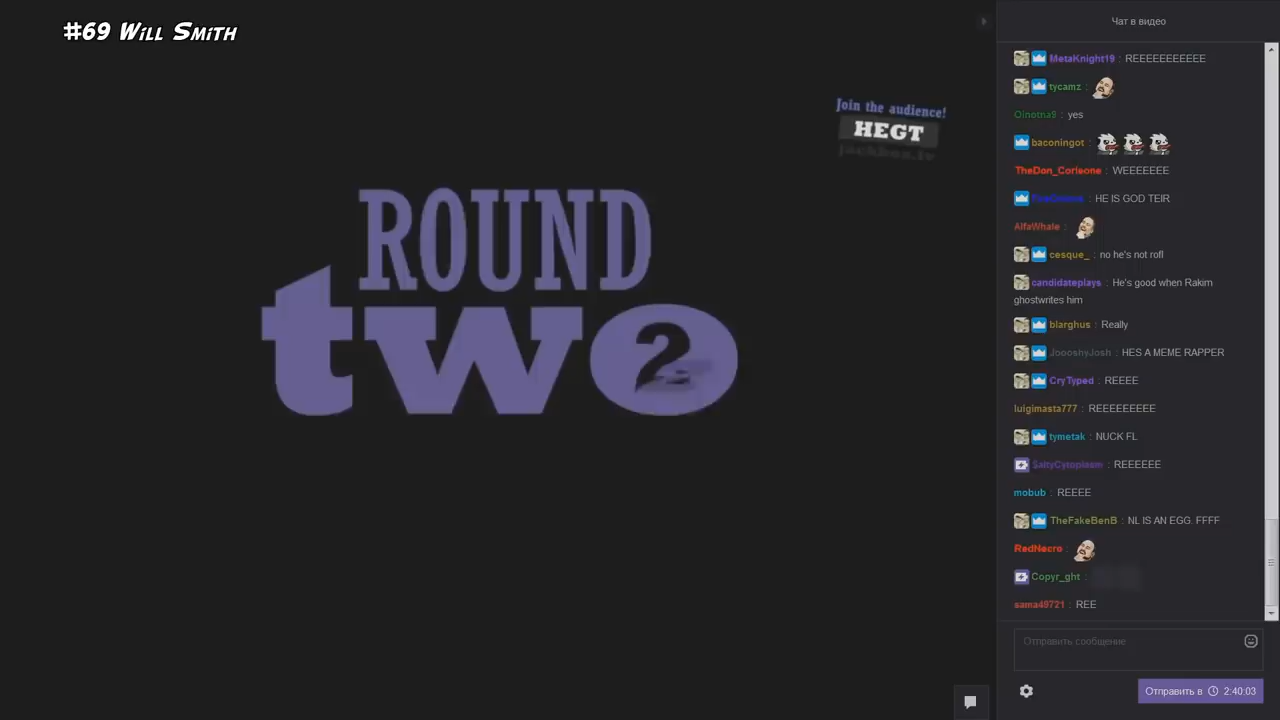 #69 Will Smith
Join the audience!
HEGT
jackbox.tv
ROUND
two
2
Чат в видео
MetaKnight19 : REEEEEEEEEEE
tycamz :
Oinotna9 : yes
baconingot :
TheDon_Corleone : WEEEEEEE
: HE IS GOD TEIR
AlfaWhale :
cesque_ : no he's not rofl
candidateplays : He's good when Rakim
ghostwrites him
blarghus : Really
JoooshyJosh : HES A MEME RAPPER
CryTyped : REEEE
luigimasta777 : REEEEEEEEE
tymetak : NUCK FL
SaltyCytoplasm : REEEEEE
mobub : REEEE
TheFakeBenB : NL IS AN EGG. FFFF
RedNecro :
Copyr_ght :
sama49721 : REE
Отправить сообщение
Отправить в 2:40:03